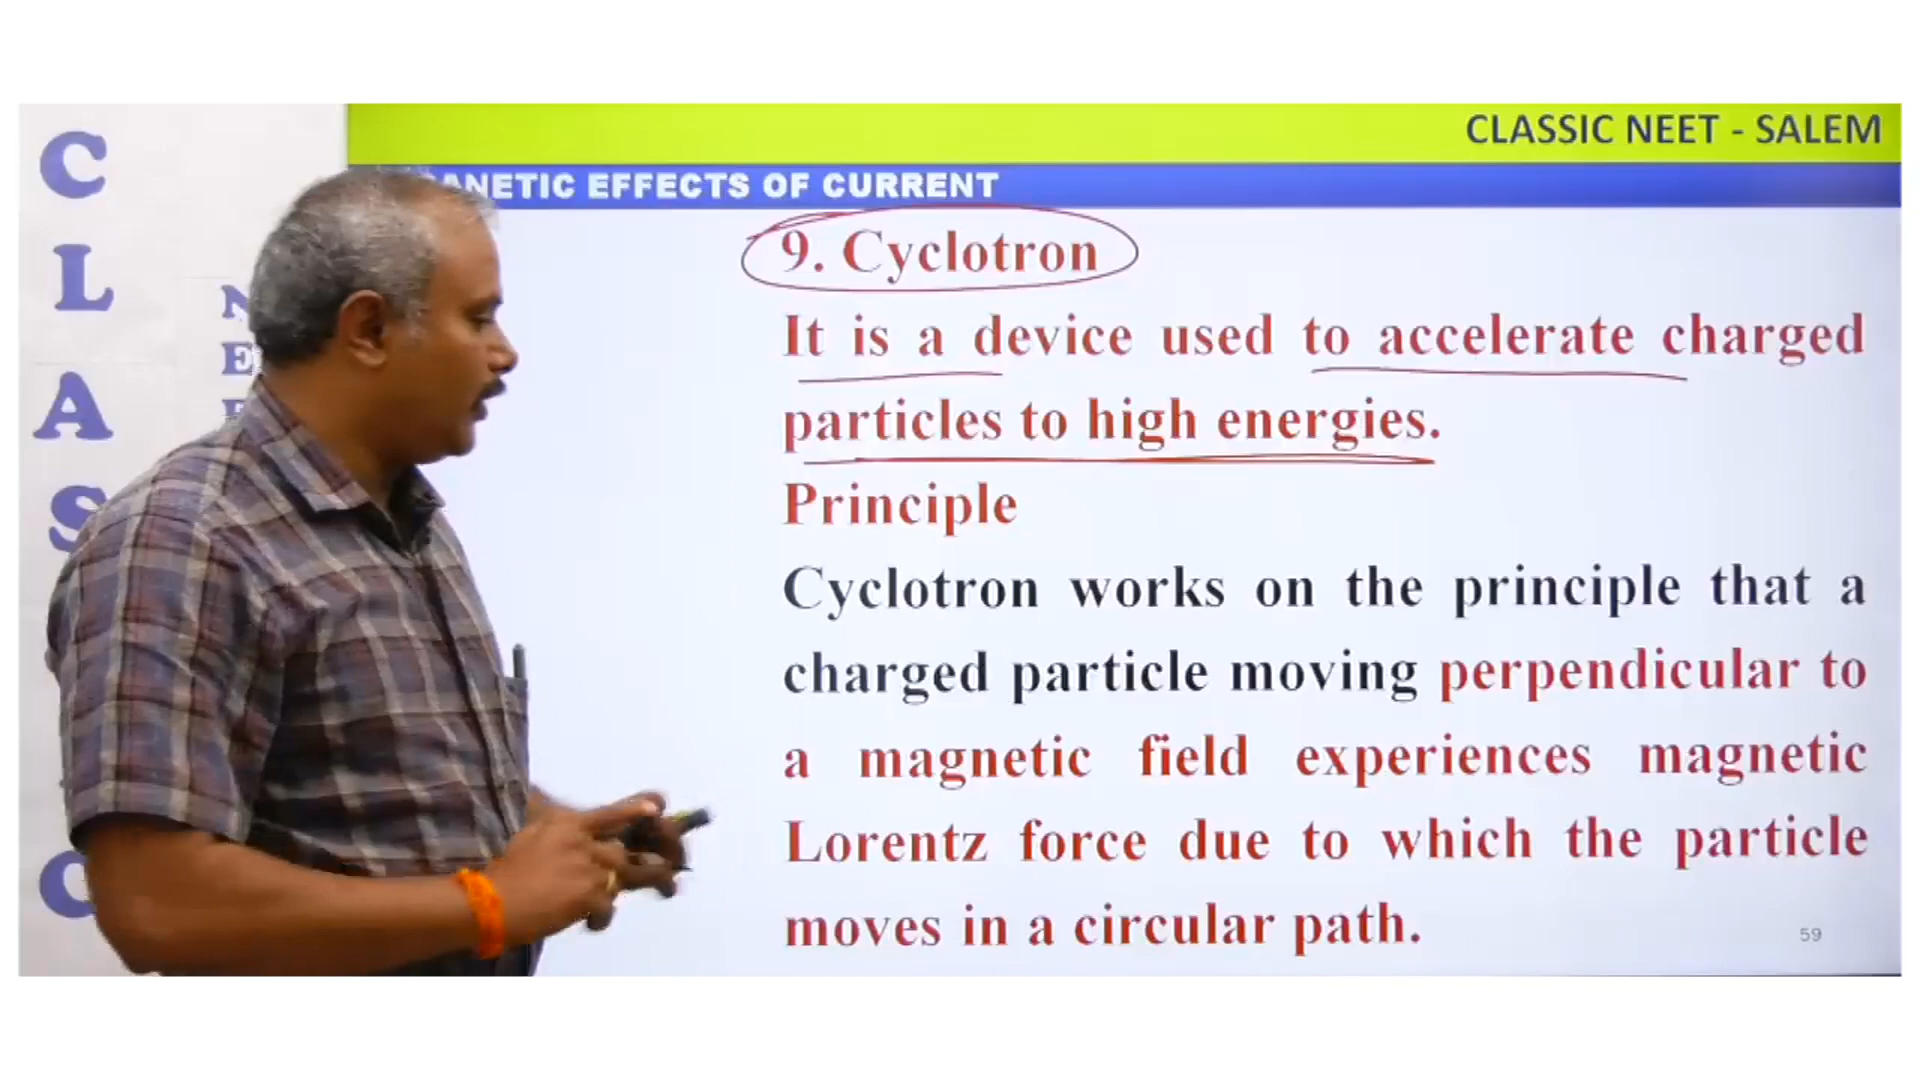 CLASSIC NEET - SALEM
ANETIC EFFECTS OF CURRENT
9. Cyclotron
It is a device used to accelerate charged
particles to high energies.
Principle
Cyclotron works on the principle that a
charged particle moving perpendicular to
a magnetic field experiences magnetic
Lorentz force due to which the particle
moves in a circular path.
59
C
L
A
S
C
N
E